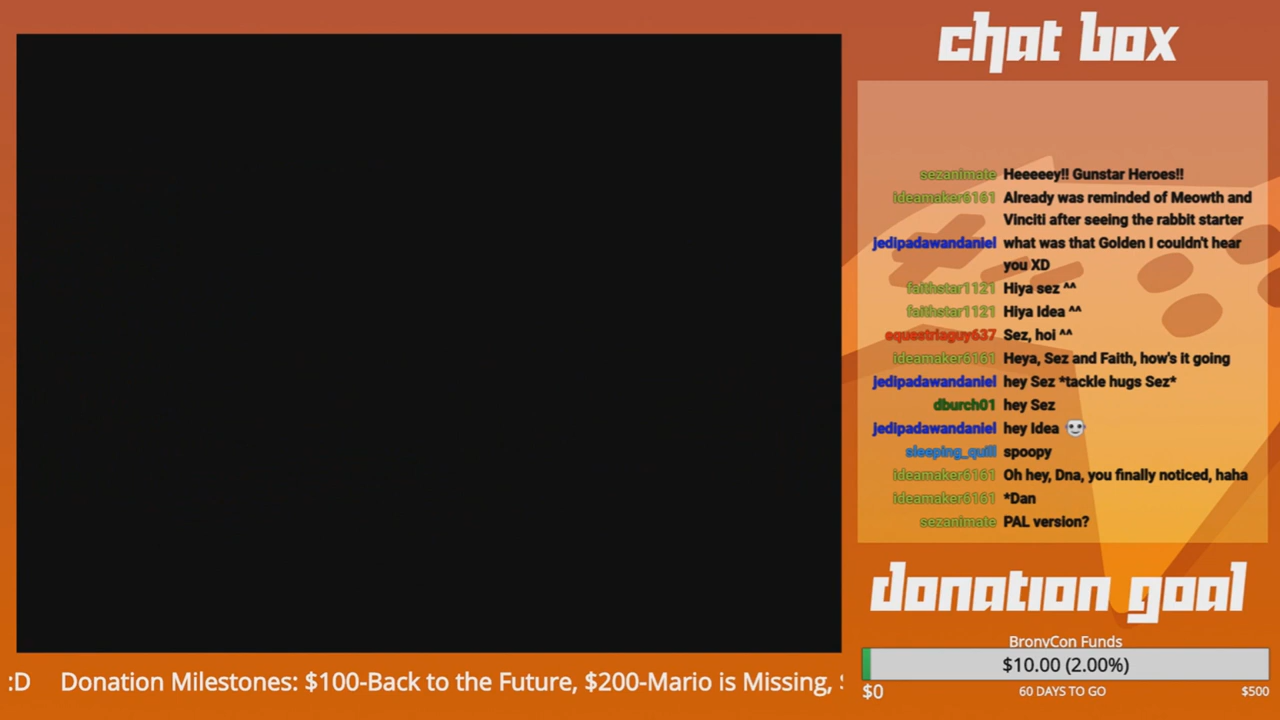 chat box
sezanimate Heeeeey!! Gunstar Heroes!!
ideamaker6161 Already was reminded of Meowth and
Vinciti after seeing the rabbit starter
jedipadawandaniel what was that Golden I couldn't hear
you XD
faithstar1121 Hiya sez ^^
faithstar1121 Hiya Idea ^^
equestriaguy637 Sez, hoi ^^
ideamaker6161 Heya, Sez and Faith, how's it going
jedipadawandaniel hey Sez *tackle hugs Sez*
dburch01 hey Sez
jedipadawandaniel hey Idea
sleeping_quill spoopy
ideamaker6161 Oh hey, Dna, you finally noticed, haha
ideamaker6161 *Dan
sezanimate PAL version?
donation goal
BronyCon Funds
$10.00 (2.00%)
$0 60 DAYS TO GO $500
:D Donation Milestones: $100-Back to the Future, $200-Mario is Missing,